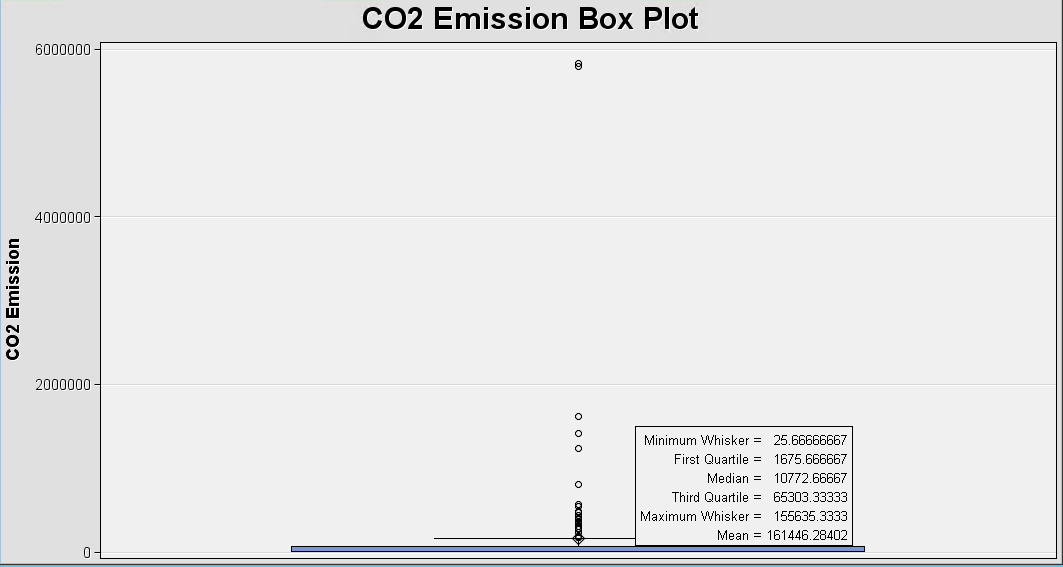 CO2 Emission Box Plot
6000000
4000000
2000000
0
CO2 Emission
Minimum Whisker = 25.66666667
First Quartile = 1675.666667
Median = 10772.66667
Third Quartile = 65303.33333
Maximum Whisker = 155635.3333
Mean = 161446.28402